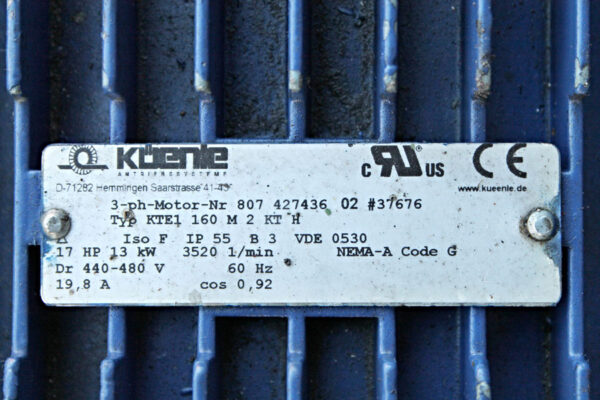 KÜenle
ANTRIEBSSYSTEME
D-71282 Hemmingen Saarstrasse 41-43
c RU US CE
www.kueenle.de
3-ph-Motor-Nr 807 427436 02 #37676
Typ KTE1 160 M 2 KT H
Δ Iso F IP 55 B 3 VDE 0530
17 HP 13 kW 3520 1/min NEMA-A Code G
Dr 440-480 V 60 Hz
19,8 A cos 0,92